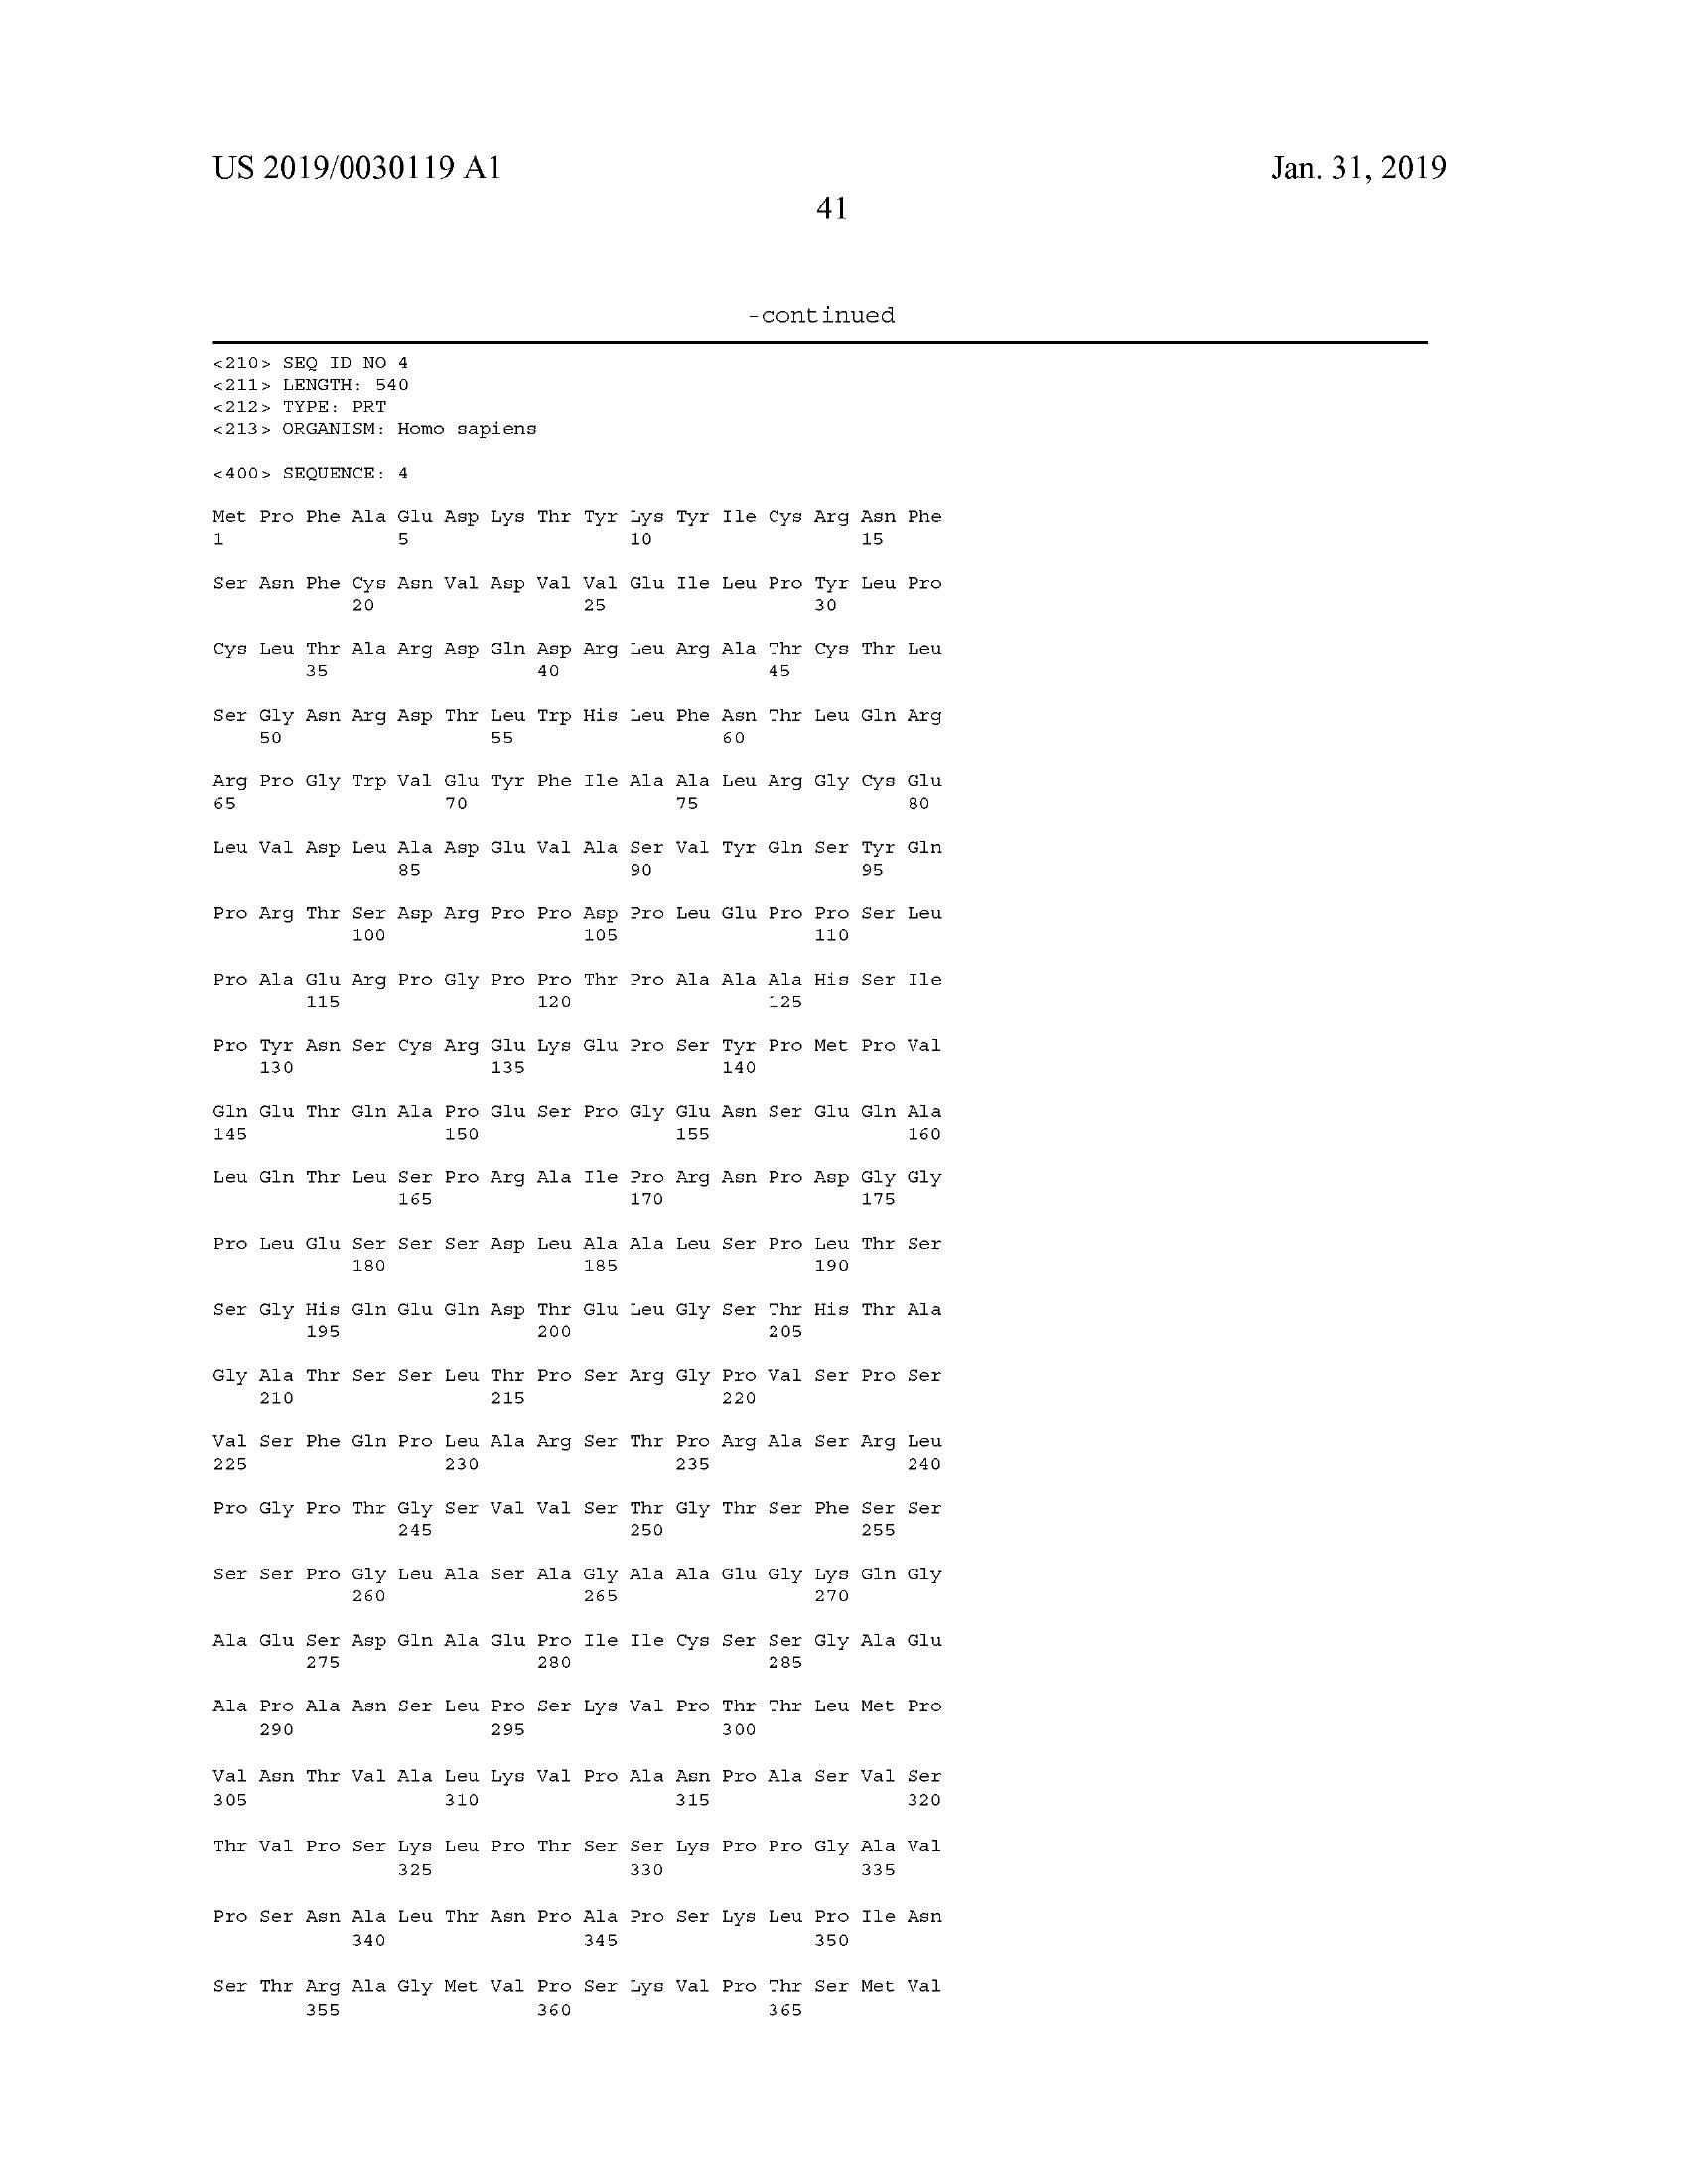 US 2019/0030119 A1
Jan. 31, 2019
41
-continued
<210> SEQ ID NO 4
<211> LENGTH: 540
<212> TYPE: PRT
<213> ORGANISM: Homo sapiens
<400> SEQUENCE: 4
Met Pro Phe Ala Glu Asp Lys Thr Tyr Lys Tyr Ile Cys Arg Asn Phe
1 5 10 15
Ser Asn Phe Cys Asn Val Asp Val Val Glu Ile Leu Pro Tyr Leu Pro
20 25 30
Cys Leu Thr Ala Arg Asp Gln Asp Arg Leu Arg Ala Thr Cys Thr Leu
35 40 45
Ser Gly Asn Arg Asp Thr Leu Trp His Leu Phe Asn Thr Leu Gln Arg
50 55 60
Arg Pro Gly Trp Val Glu Tyr Phe Ile Ala Ala Leu Arg Gly Cys Glu
65 70 75 80
Leu Val Asp Leu Ala Asp Glu Val Ala Ser Val Tyr Gln Ser Tyr Gln
85 90 95
Pro Arg Thr Ser Asp Arg Pro Pro Asp Pro Leu Glu Pro Pro Ser Leu
100 105 110
Pro Ala Glu Arg Pro Gly Pro Pro Thr Pro Ala Ala Ala His Ser Ile
115 120 125
Pro Tyr Asn Ser Cys Arg Glu Lys Glu Pro Ser Tyr Pro Met Pro Val
130 135 140
Gln Glu Thr Gln Ala Pro Glu Ser Pro Gly Glu Asn Ser Glu Gln Ala
145 150 155 160
Leu Gln Thr Leu Ser Pro Arg Ala Ile Pro Arg Asn Pro Asp Gly Gly
165 170 175
Pro Leu Glu Ser Ser Ser Asp Leu Ala Ala Leu Ser Pro Leu Thr Ser
180 185 190
Ser Gly His Gln Glu Gln Asp Thr Glu Leu Gly Ser Thr His Thr Ala
195 200 205
Gly Ala Thr Ser Ser Leu Thr Pro Ser Arg Gly Pro Val Ser Pro Ser
210 215 220
Val Ser Phe Gln Pro Leu Ala Arg Ser Thr Pro Arg Ala Ser Arg Leu
225 230 235 240
Pro Gly Pro Thr Gly Ser Val Val Ser Thr Gly Thr Ser Phe Ser Ser
245 250 255
Ser Ser Pro Gly Leu Ala Ser Ala Gly Ala Ala Glu Gly Lys Gln Gly
260 265 270
Ala Glu Ser Asp Gln Ala Glu Pro Ile Ile Cys Ser Ser Gly Ala Glu
275 280 285
Ala Pro Ala Asn Ser Leu Pro Ser Lys Val Pro Thr Thr Leu Met Pro
290 295 300
Val Asn Thr Val Ala Leu Lys Val Pro Ala Asn Pro Ala Ser Val Ser
305 310 315 320
Thr Val Pro Ser Lys Leu Pro Thr Ser Ser Lys Pro Pro Gly Ala Val
325 330 335
Pro Ser Asn Ala Leu Thr Asn Pro Ala Pro Ser Lys Leu Pro Ile Asn
340 345 350
Ser Thr Arg Ala Gly Met Val Pro Ser Lys Val Pro Thr Ser Met Val
355 360 365